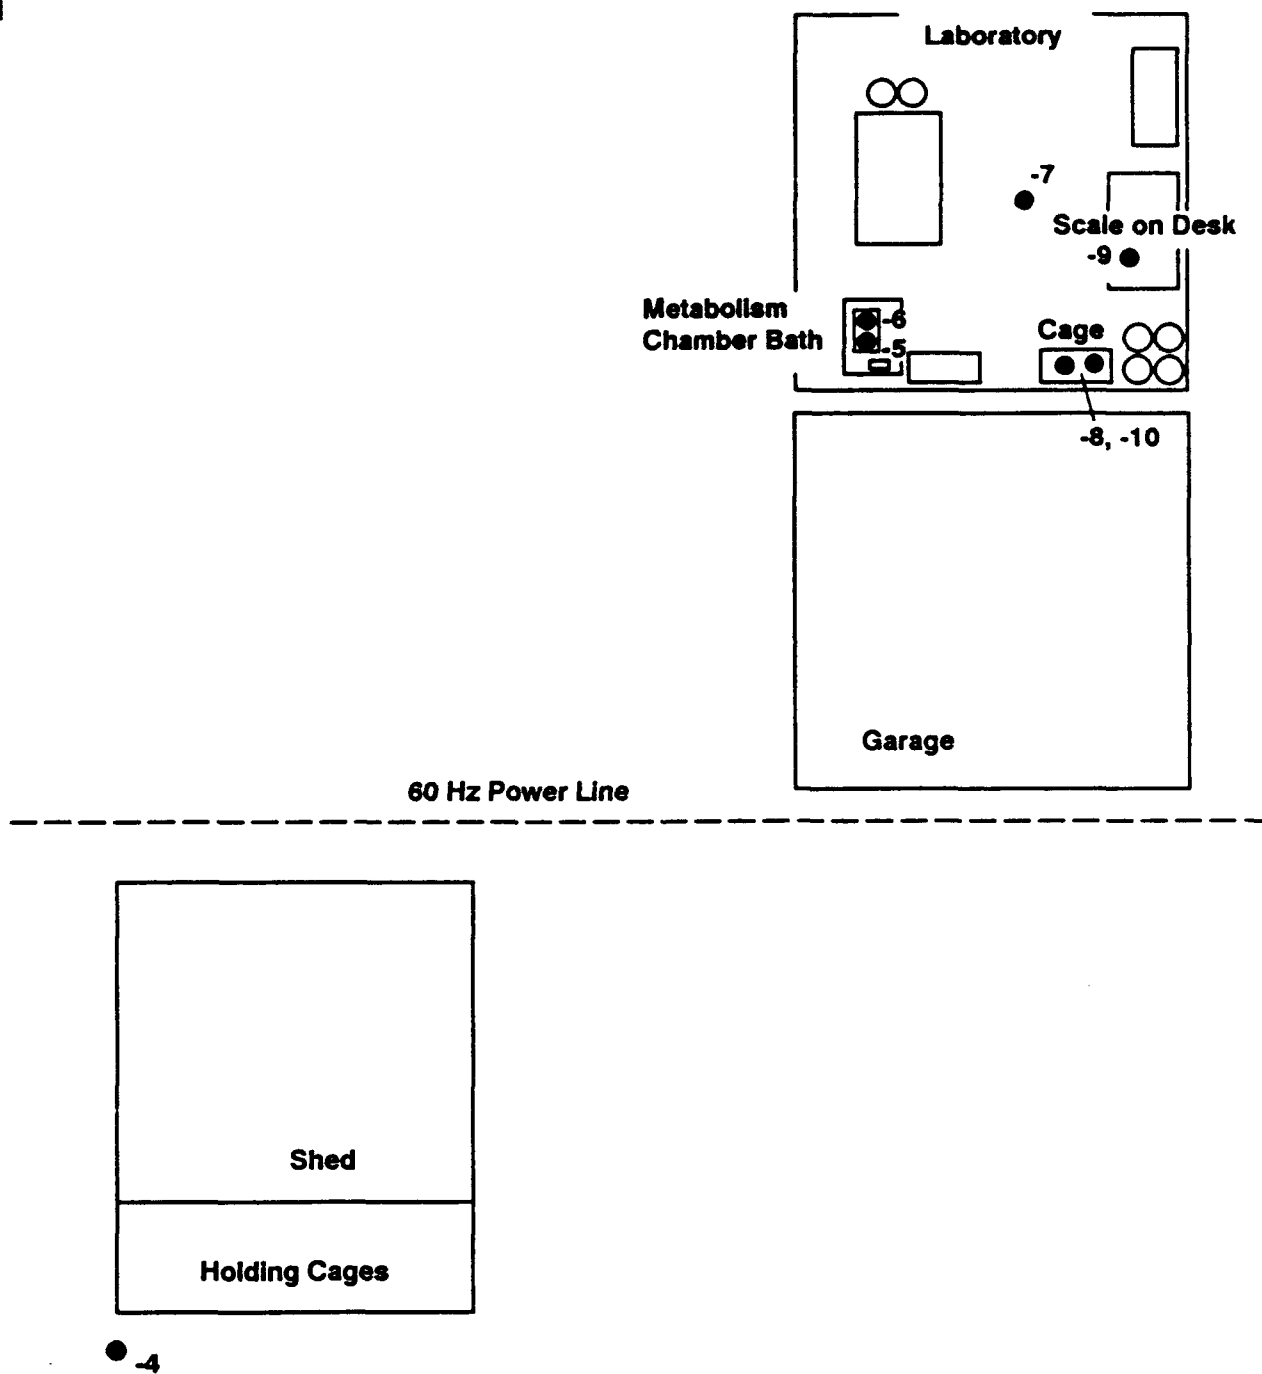 Laboratory
-7
Scale on Desk
-9
Metabolism
Chamber Bath
-6
-5
Cage
-8, -10
Garage
60 Hz Power Line
Shed
Holding Cages
-4